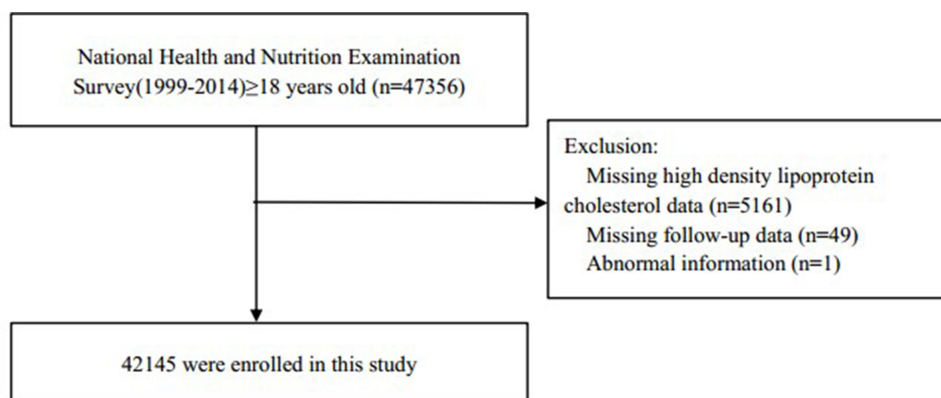 National Health and Nutrition Examination
Survey(1999-2014)≥18 years old (n=47356)
Exclusion:
Missing high density lipoprotein
cholesterol data (n=5161)
Missing follow-up data (n=49)
Abnormal information (n=1)
42145 were enrolled in this study